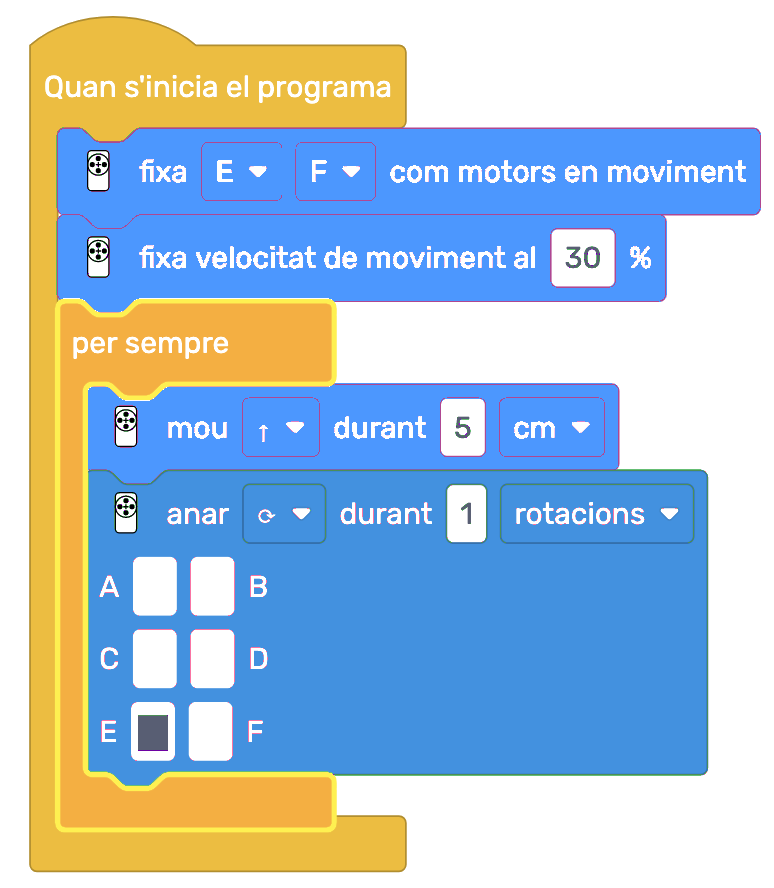 Quan s'inicia el programa
fixa E F com motors en moviment
fixa velocitat de moviment al 30 %
per sempre
mou ↑ durant 5 cm
anar ⟳ durant 1 rotacions
A B
C D
E F